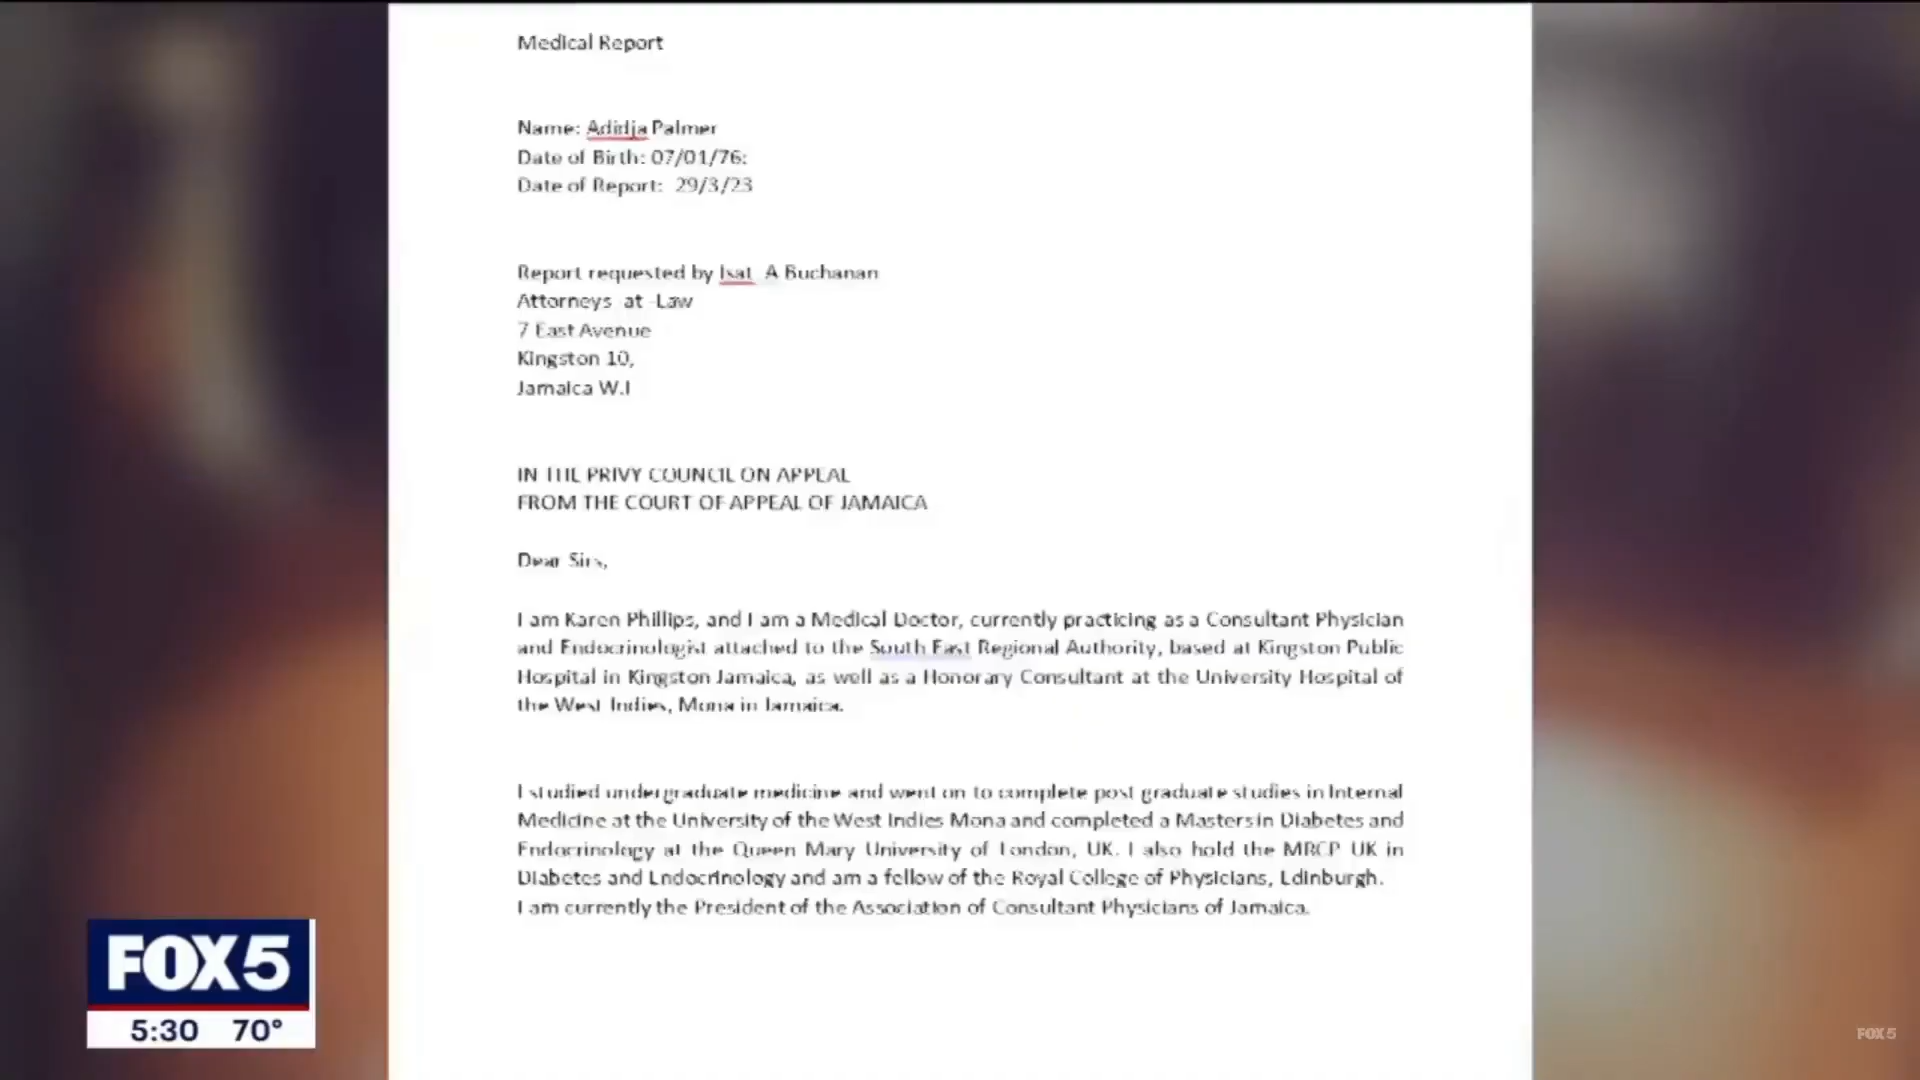 Medical Report
Name: Adidja Palmer
Date of Birth: 07/01/76:
Date of Report: 29/3/23
Report requested by Isat A Buchanan
Attorneys at -Law
7 East Avenue
Kingston 10,
Jamaica W.I
IN THE PRIVY COUNCIL ON APPEAL
FROM THE COURT OF APPEAL OF JAMAICA
Dear Sirs,
I am Karen Phillips, and I am a Medical Doctor, currently practicing as a Consultant Physician
and Endocrinologist attached to the South East Regional Authority, based at Kingston Public
Hospital in Kingston Jamaica, as well as a Honorary Consultant at the University Hospital of
the West Indies, Mona in Jamaica.
I studied undergraduate medicine and went on to complete post graduate studies in Internal
Medicine at the University of the West Indies Mona and completed a Masters in Diabetes and
Endocrinology at the Queen Mary University of London, UK. I also hold the MRCP UK in
Diabetes and Endocrinology and am a fellow of the Royal College of Physicians, Edinburgh.
I am currently the President of the Association of Consultant Physicians of Jamaica.
FOX 5
5:30 70°
FOX 5